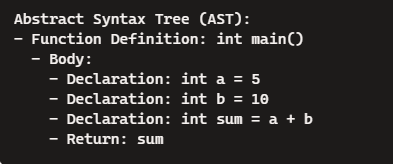 Abstract Syntax Tree (AST):
- Function Definition: int main()
  - Body:
    - Declaration: int a = 5
    - Declaration: int b = 10
    - Declaration: int sum = a + b
    - Return: sum